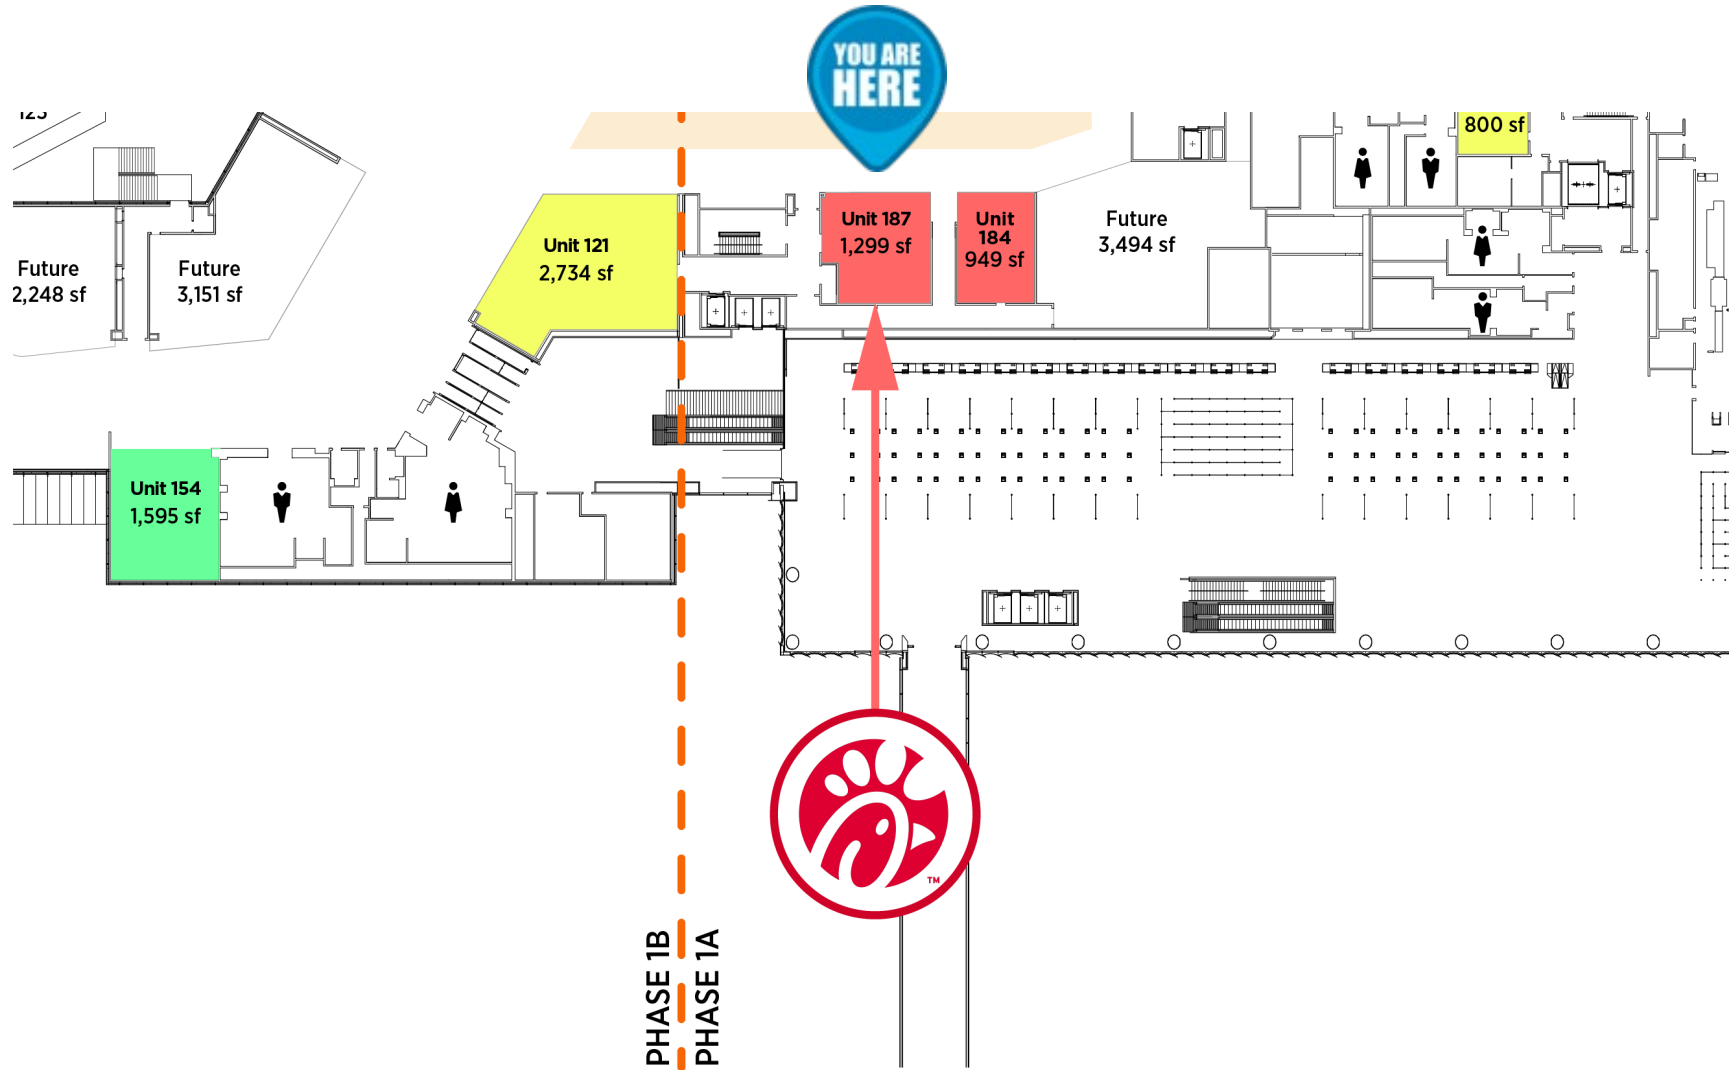 YOU ARE
HERE
800 sf
Unit 187
1,299 sf
Unit
184
949 sf
Future
3,494 sf
Unit 121
2,734 sf
Future
2,248 sf
Future
3,151 sf
Unit 154
1,595 sf
TM
PHASE 1B
PHASE 1A